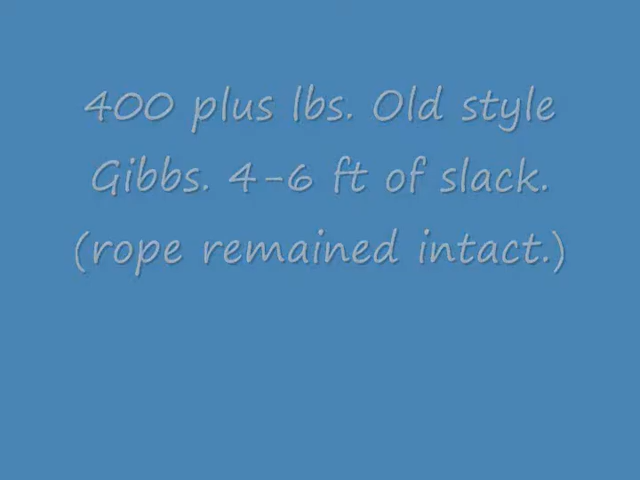 400 plus lbs. Old style
Gibbs. 4-6 ft of slack.
(rope remained intact.)